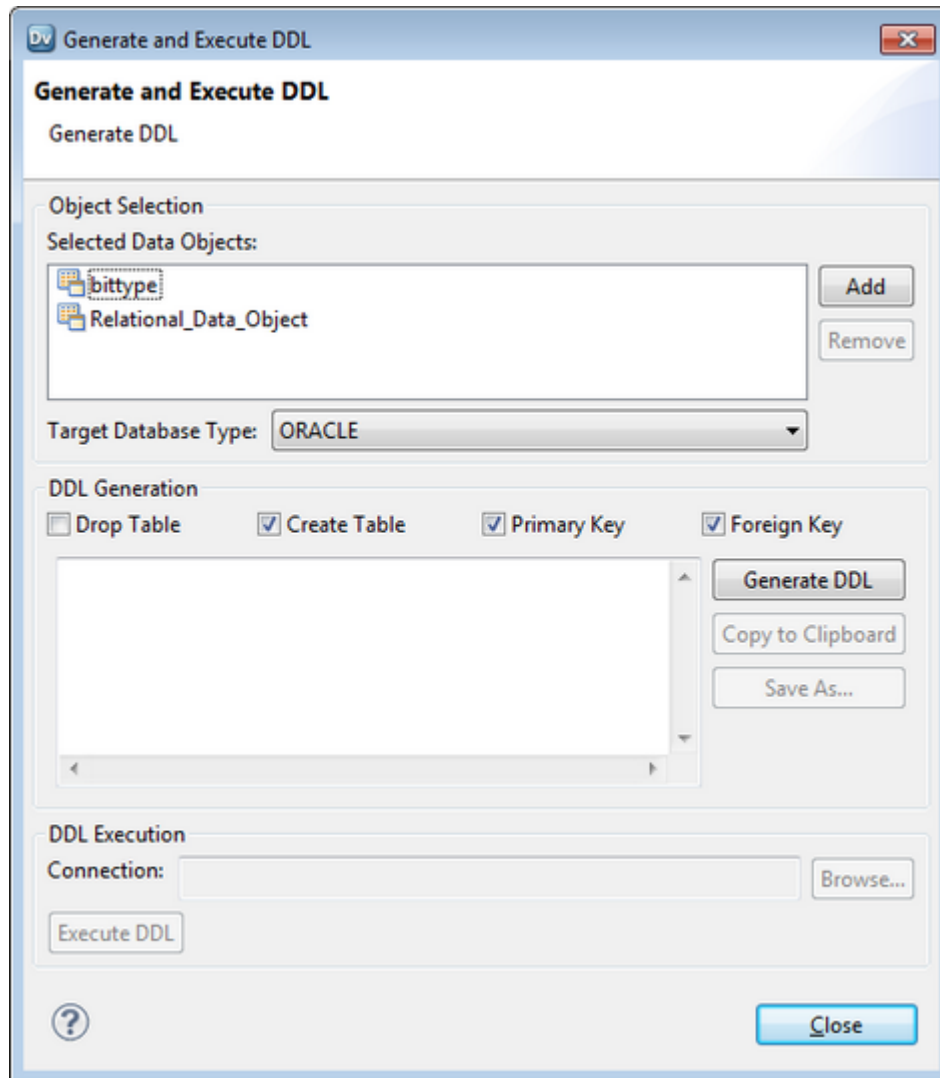 Dv Generate and Execute DDL
Generate and Execute DDL
Generate DDL
Object Selection
Selected Data Objects:
bittype
Add
Relational_Data_Object
Remove
Target Database Type: ORACLE
DDL Generation
Drop Table Create Table Primary Key Foreign Key
Generate DDL
Copy to Clipboard
Save As...
DDL Execution
Connection: Browse...
Execute DDL
? Close